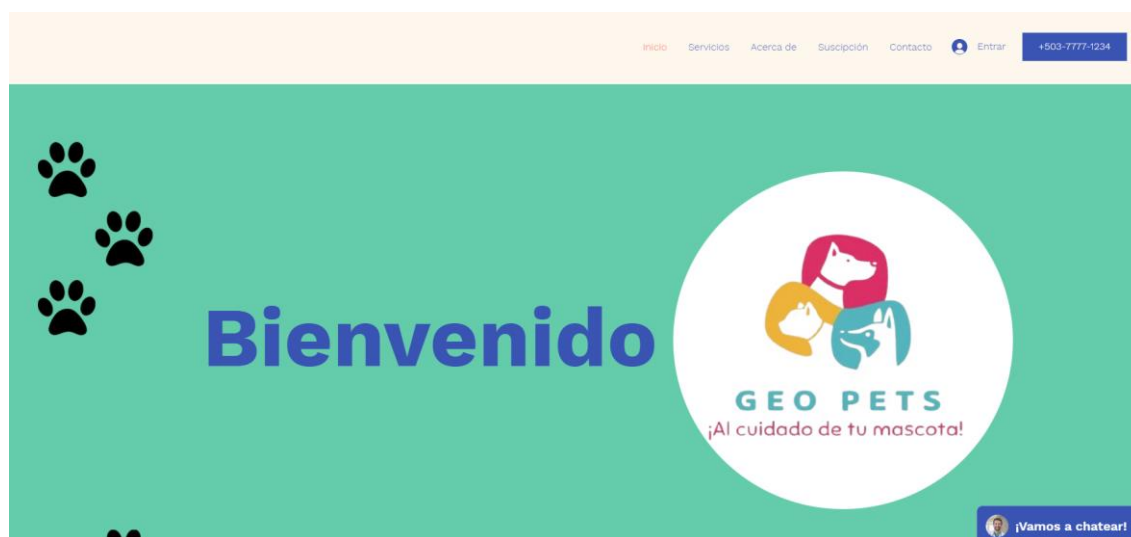 Inicio Servicios Acerca de Suscipción Contacto Entrar +503-7777-1234
Bienvenido
GEO PETS
¡Al cuidado de tu mascota!
¡Vamos a chatear!